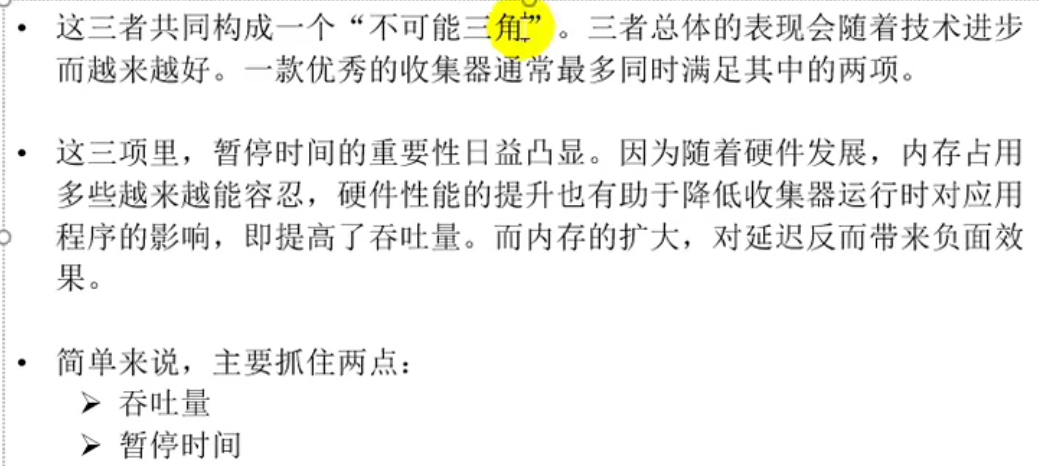 • 这三者共同构成一个“不可能三角”。三者总体的表现会随着技术进步
而越来越好。一款优秀的收集器通常最多同时满足其中的两项。
• 这三项里，暂停时间的重要性日益凸显。因为随着硬件发展，内存占用
多些越来越能容忍，硬件性能的提升也有助于降低收集器运行时对应用
程序的影响，即提高了吞吐量。而内存的扩大，对延迟反而带来负面效
果。
• 简单来说，主要抓住两点：
➢ 吞吐量
➢ 暂停时间